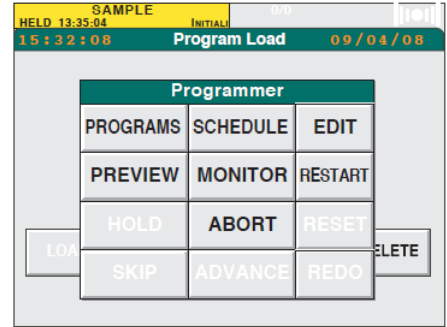 SAMPLE 0/0
HELD 13:35:04 INITIALI
15:32:08 Program Load 09/04/08
Programmer
PROGRAMS SCHEDULE EDIT
PREVIEW MONITOR RESTART
HOLD ABORT RESET
LOA ELETE
SKIP ADVANCE REDO